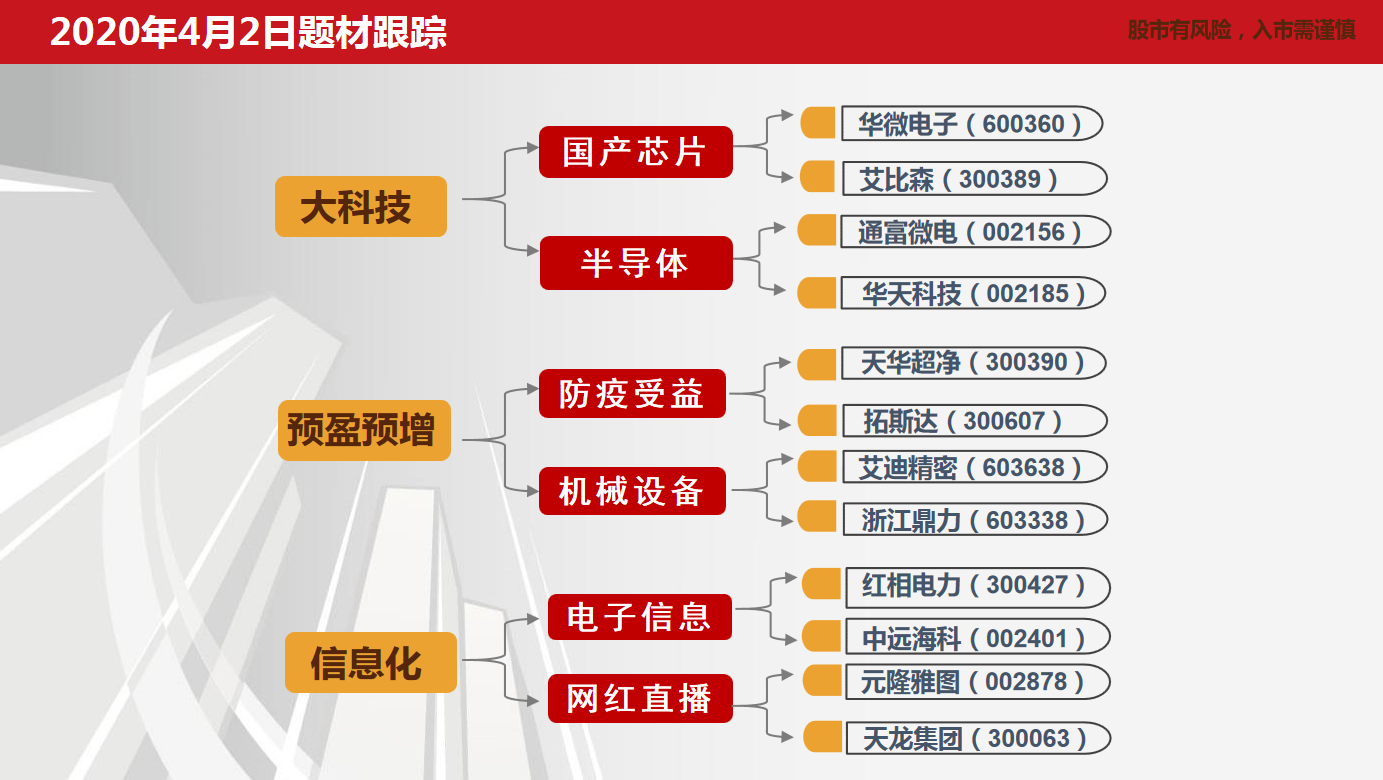 2020年4月2日题材跟踪
股市有风险，入市需谨慎
大科技
国产芯片
华微电子（600360）
艾比森（300389）
半导体
通富微电（002156）
华天科技（002185）
预盈预增
防疫受益
天华超净（300390）
拓斯达（300607）
机械设备
艾迪精密（603638）
浙江鼎力（603338）
信息化
电子信息
红相电力（300427）
中远海科（002401）
网红直播
元隆雅图（002878）
天龙集团（300063）